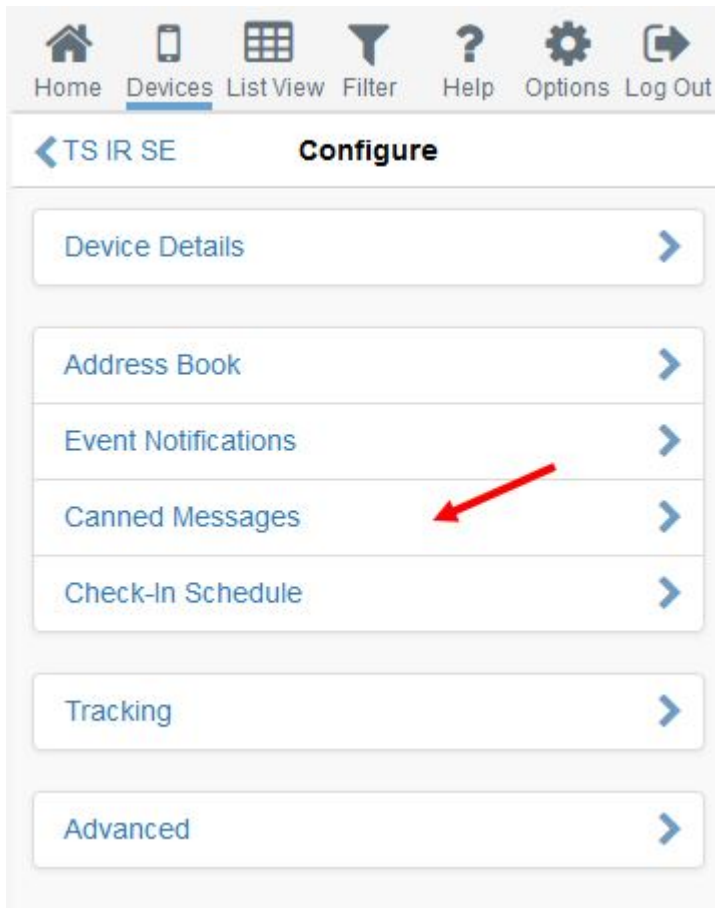 Home Devices List View Filter Help Options Log Out
TS IR SE Configure
Device Details
Address Book
Event Notifications
Canned Messages
Check-In Schedule
Tracking
Advanced